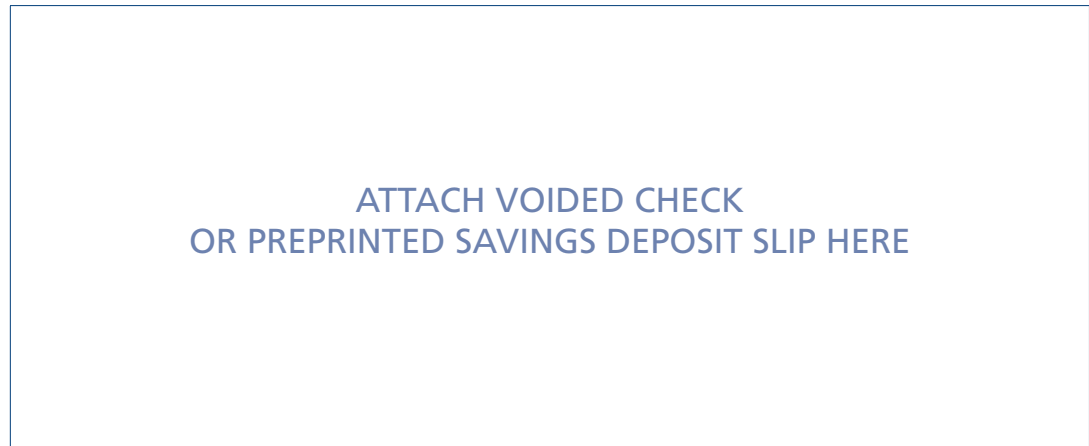 ATTACH VOIDED CHECK
OR PREPRINTED SAVINGS DEPOSIT SLIP HERE